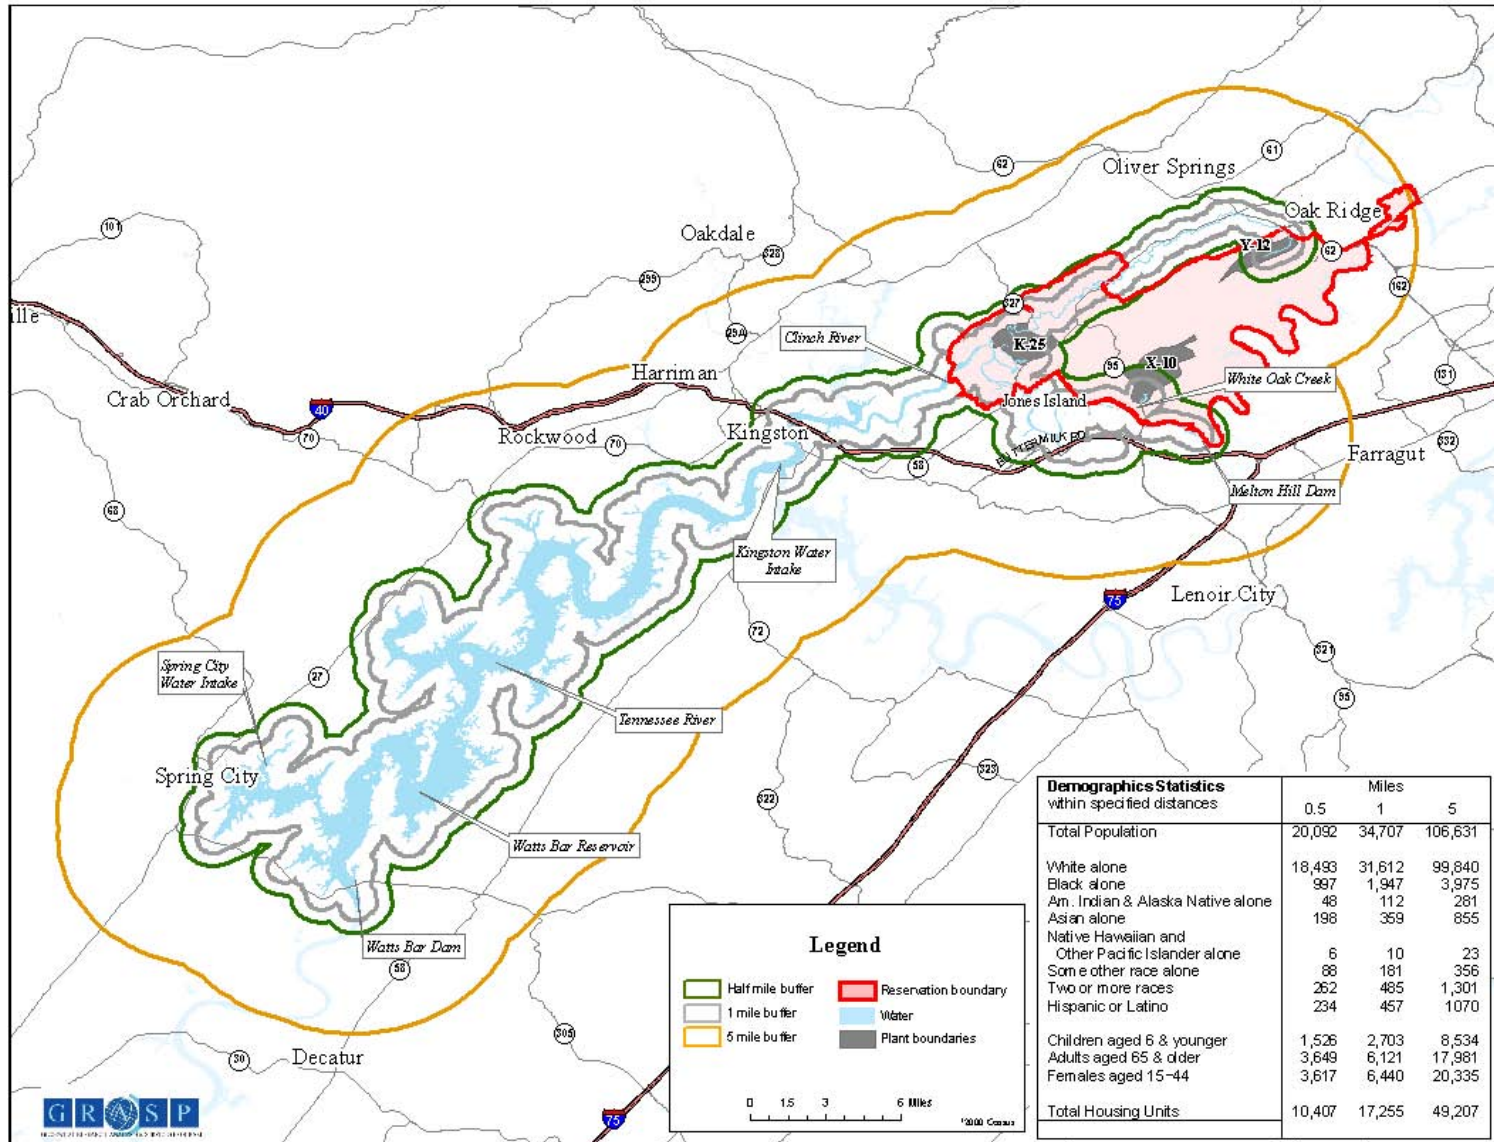 62
61
Oliver Springs
101
Oakdale
328
Oak Ridge
Y-12
62
299
162
327
29A
ille
Clinch River
K-25
95
X-10
Harriman
131
White Oak Creek
Crab Orchard
40
Jones Island
70
Rockwood
70
Kingston
BUTTERMILK RD
332
58
Farragut
Melton Hill Dam
68
Kingston Water
Intake
75
Lenoir City
72
321
Spring City
Water Intake
27
95
Tennessee River
Spring City
323
322
Watts Bar Reservoir
Watts Bar Dam
58
305
30
Decatur
75
Demographics Statistics Miles
within specified distances 0.5 1 5
Total Population 20,092 34,707 106,631
White alone 18,493 31,612 99,840
Black alone 997 1,947 3,975
Am. Indian & Alaska Native alone 48 112 281
Asian alone 198 359 855
Native Hawaiian and
Other Pacific Islander alone 6 10 23
Some other race alone 88 181 356
Two or more races 262 485 1,301
Hispanic or Latino 234 457 1070
Children aged 6 & younger 1,526 2,703 8,534
Adults aged 65 & older 3,649 6,121 17,981
Females aged 15-44 3,617 6,440 20,335
Total Housing Units 10,407 17,255 49,207
Legend
Half mile buffer
1 mile buffer
5 mile buffer
Reservation boundary
Water
Plant boundaries
0 1.5 3 6 Miles
*2000 Census
GRASP